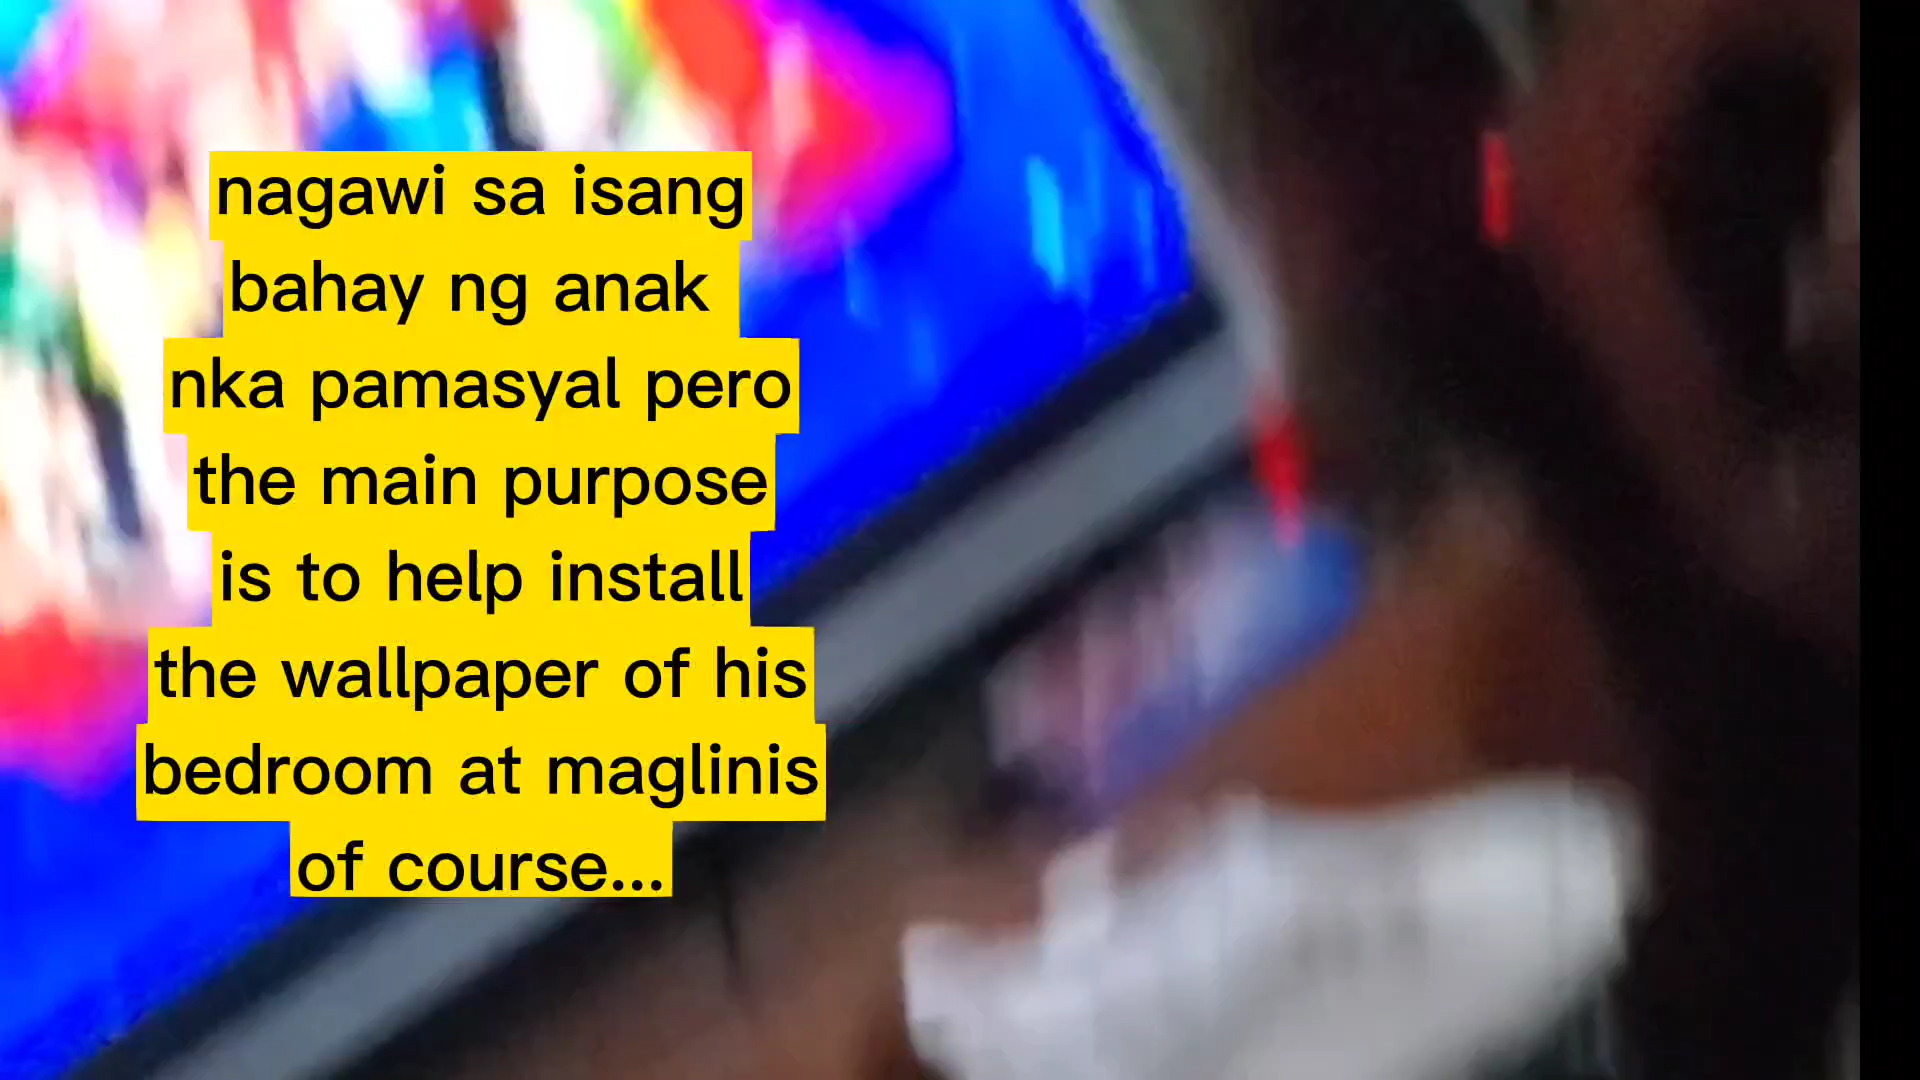 nagawi sa isang
bahay ng anak
nka pamasyal pero
the main purpose
is to help install
the wallpaper of his
bedroom at maglinis
of course...